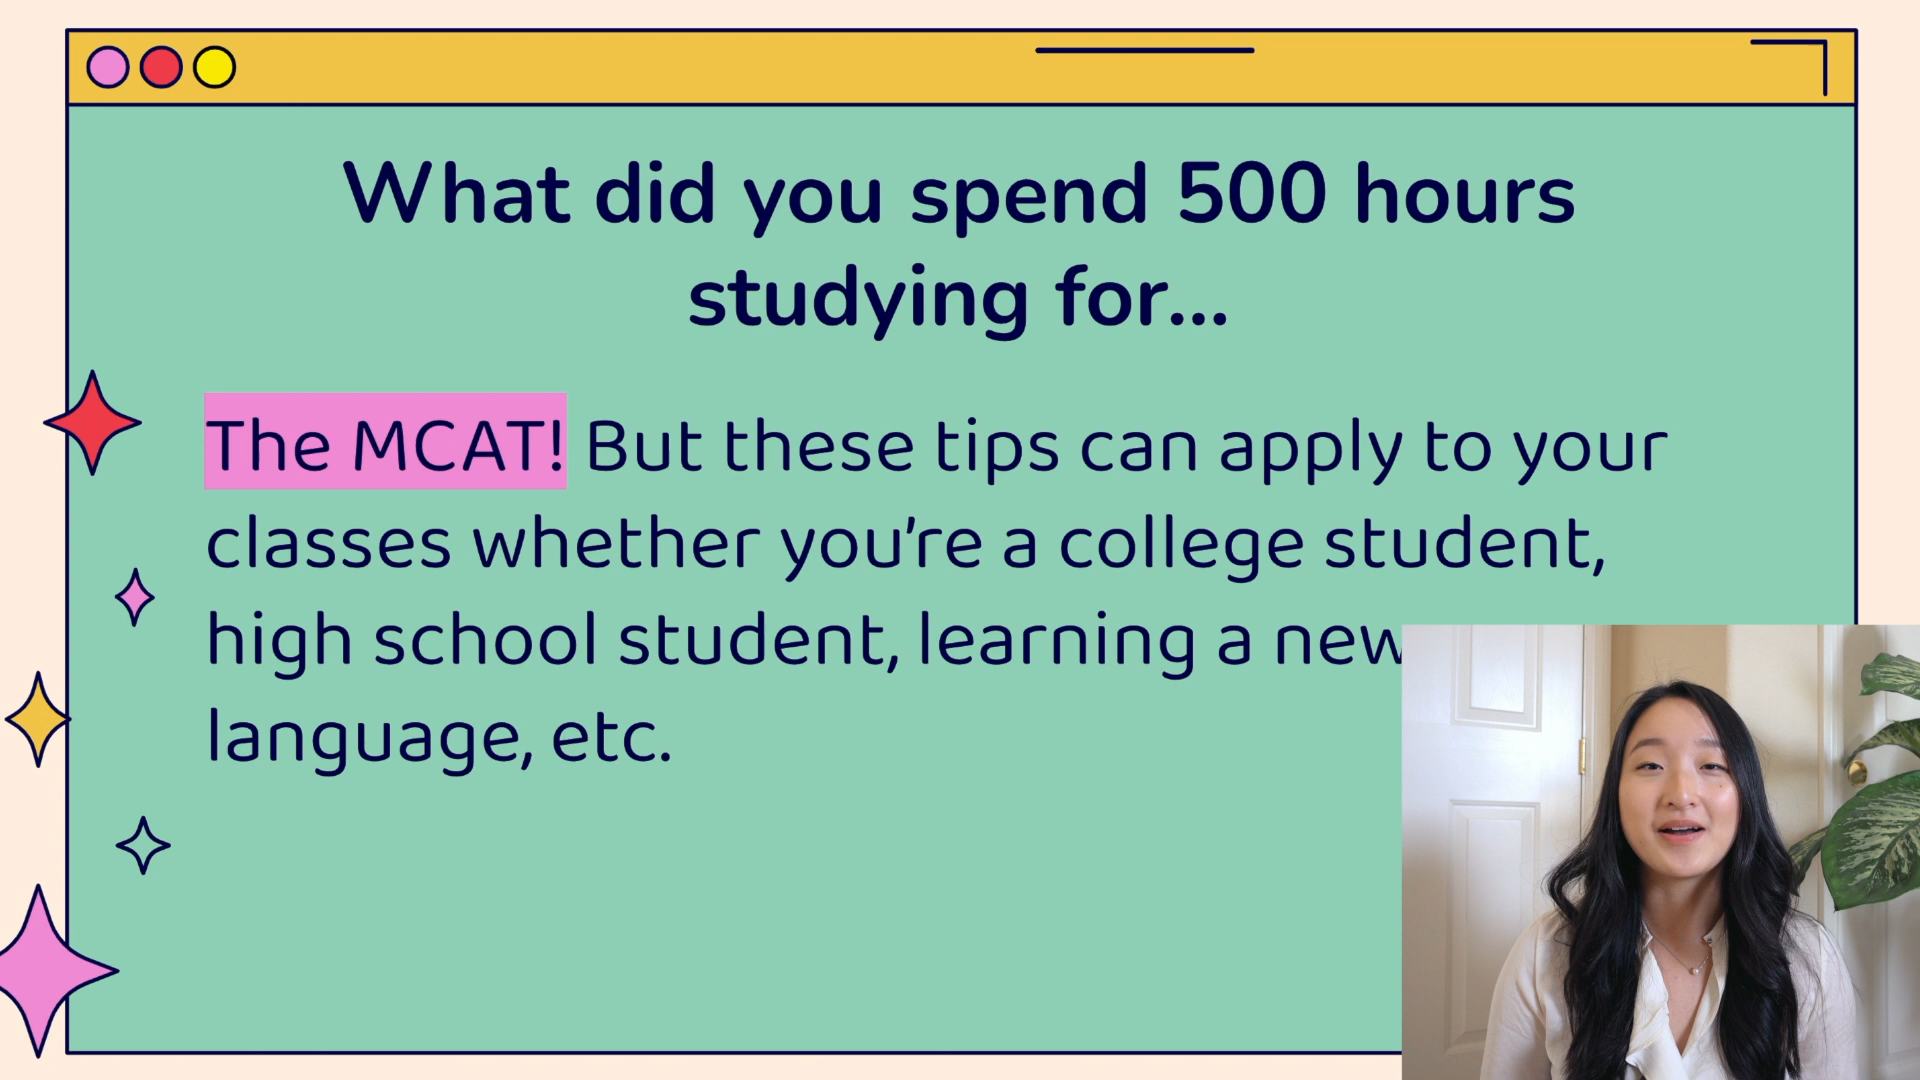 What did you spend 500 hours
studying for...
The MCAT! But these tips can apply to your
classes whether you’re a college student,
high school student, learning a new
language, etc.